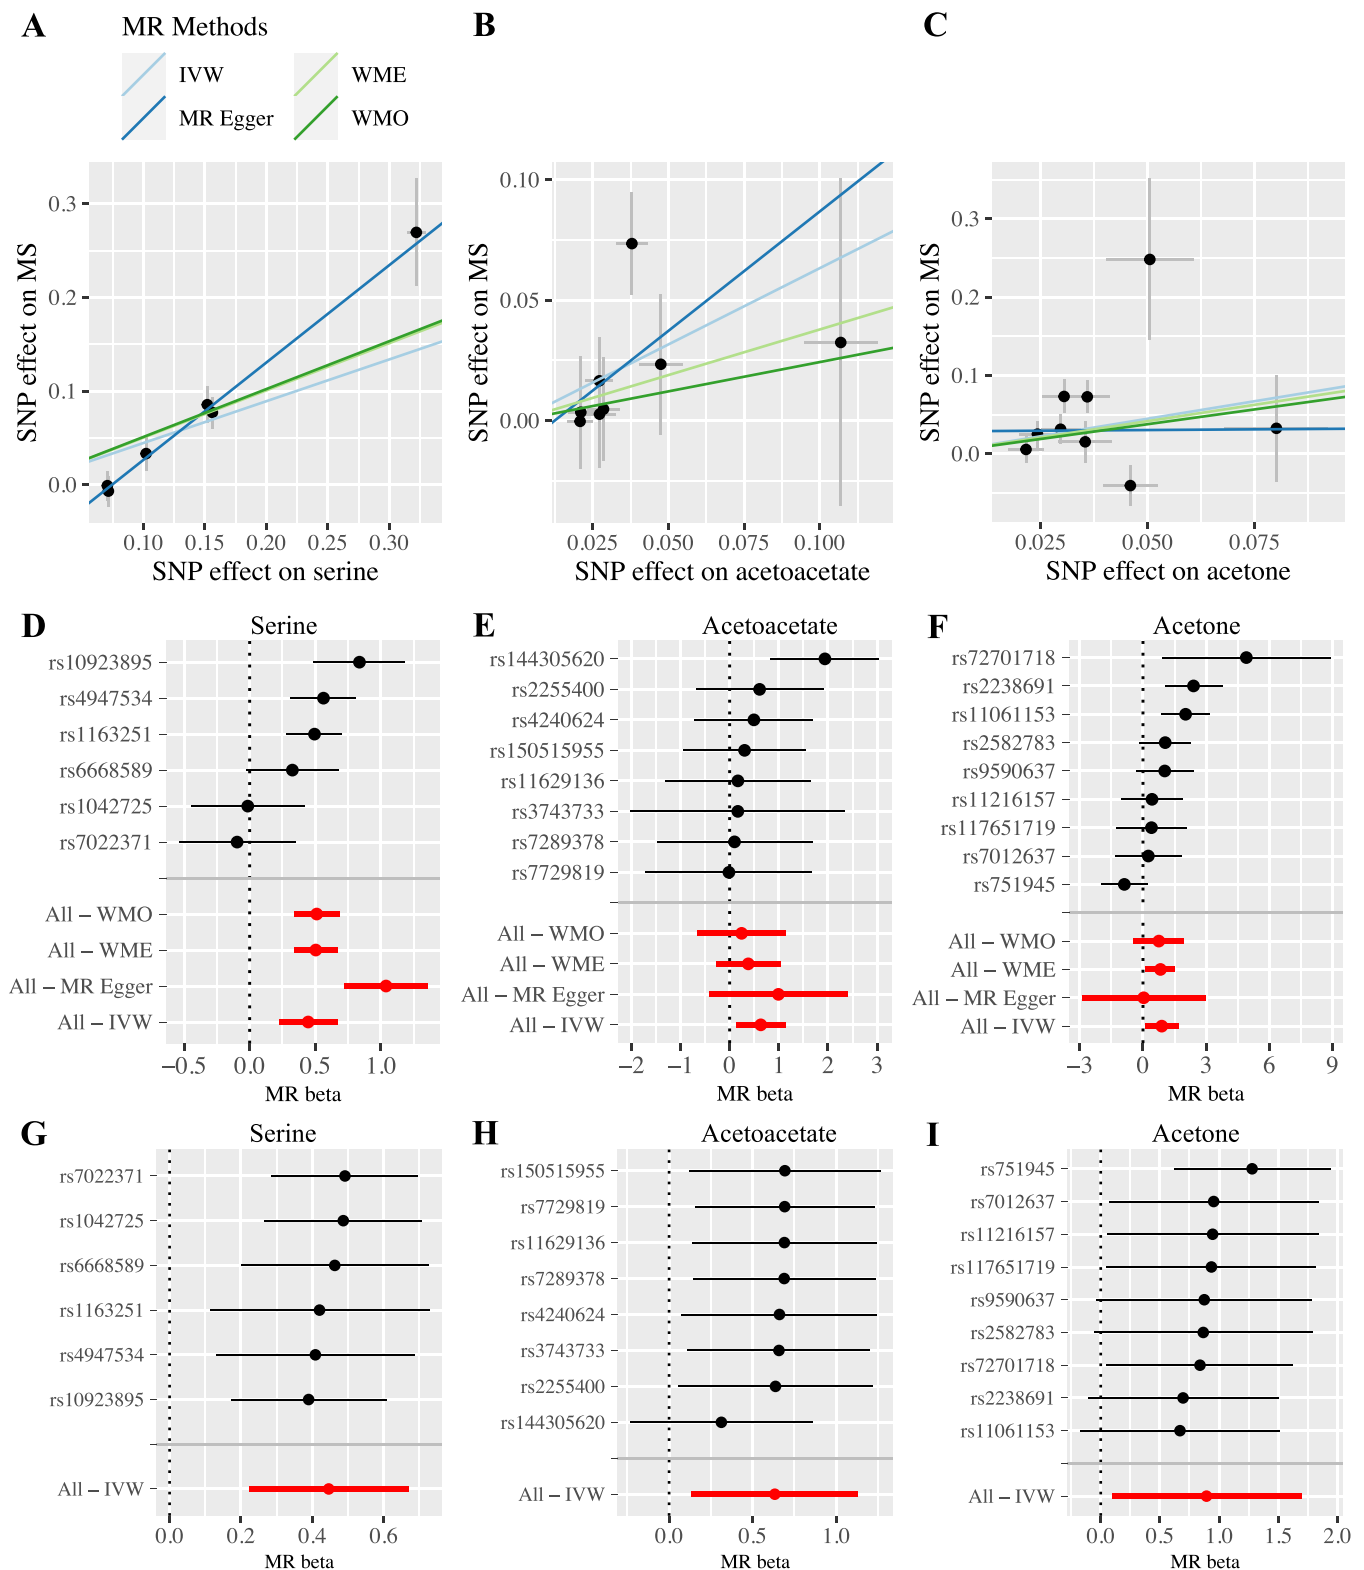 A
MR Methods
IVW
WME
MR Egger
WMO
B
C
SNP effect on MS
0.3
0.2
0.1
0.0
0.10
0.15
0.20
0.25
0.30
SNP effect on serine
SNP effect on MS
0.10
0.05
0.00
0.025
0.050
0.075
0.100
SNP effect on acetoacetate
SNP effect on MS
0.3
0.2
0.1
0.0
0.025
0.050
0.075
SNP effect on acetone
D
Serine
rs10923895
rs4947534
rs1163251
rs6668589
rs1042725
rs7022371
All – WMO
All – WME
All – MR Egger
All – IVW
−0.5
0.0
0.5
1.0
MR beta
E
Acetoacetate
rs144305620
rs2255400
rs4240624
rs150515955
rs11629136
rs3743733
rs7289378
rs7729819
All – WMO
All – WME
All – MR Egger
All – IVW
−2
−1
0
1
2
3
MR beta
F
Acetone
rs72701718
rs2238691
rs11061153
rs2582783
rs9590637
rs11216157
rs117651719
rs7012637
rs751945
All – WMO
All – WME
All – MR Egger
All – IVW
−3
0
3
6
9
MR beta
G
Serine
rs7022371
rs1042725
rs6668589
rs1163251
rs4947534
rs10923895
All – IVW
0.0
0.2
0.4
0.6
MR beta
H
Acetoacetate
rs150515955
rs7729819
rs11629136
rs7289378
rs4240624
rs3743733
rs2255400
rs144305620
All – IVW
0.0
0.5
1.0
MR beta
I
Acetone
rs751945
rs7012637
rs11216157
rs117651719
rs9590637
rs2582783
rs72701718
rs2238691
rs11061153
All – IVW
0.0
0.5
1.0
1.5
2.0
MR beta